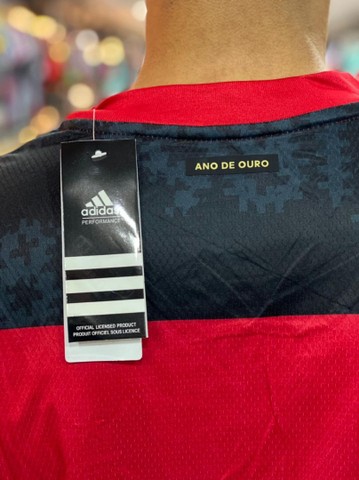 ANO DE OURO
adidas
PERFORMANCE
OFFICIAL LICENSED PRODUCT
PRODUIT OFFICIEL SOUS LICENCE